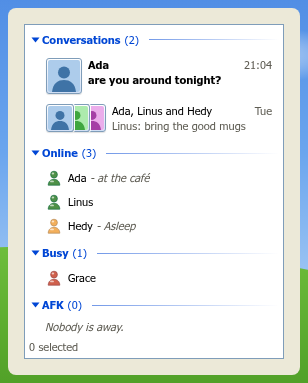 Conversations (2)
Ada 21:04
are you around tonight?
Ada, Linus and Hedy Tue
Linus: bring the good mugs
Online (3)
Ada - at the café
Linus
Hedy - Asleep
Busy (1)
Grace
AFK (0)
Nobody is away.
0 selected